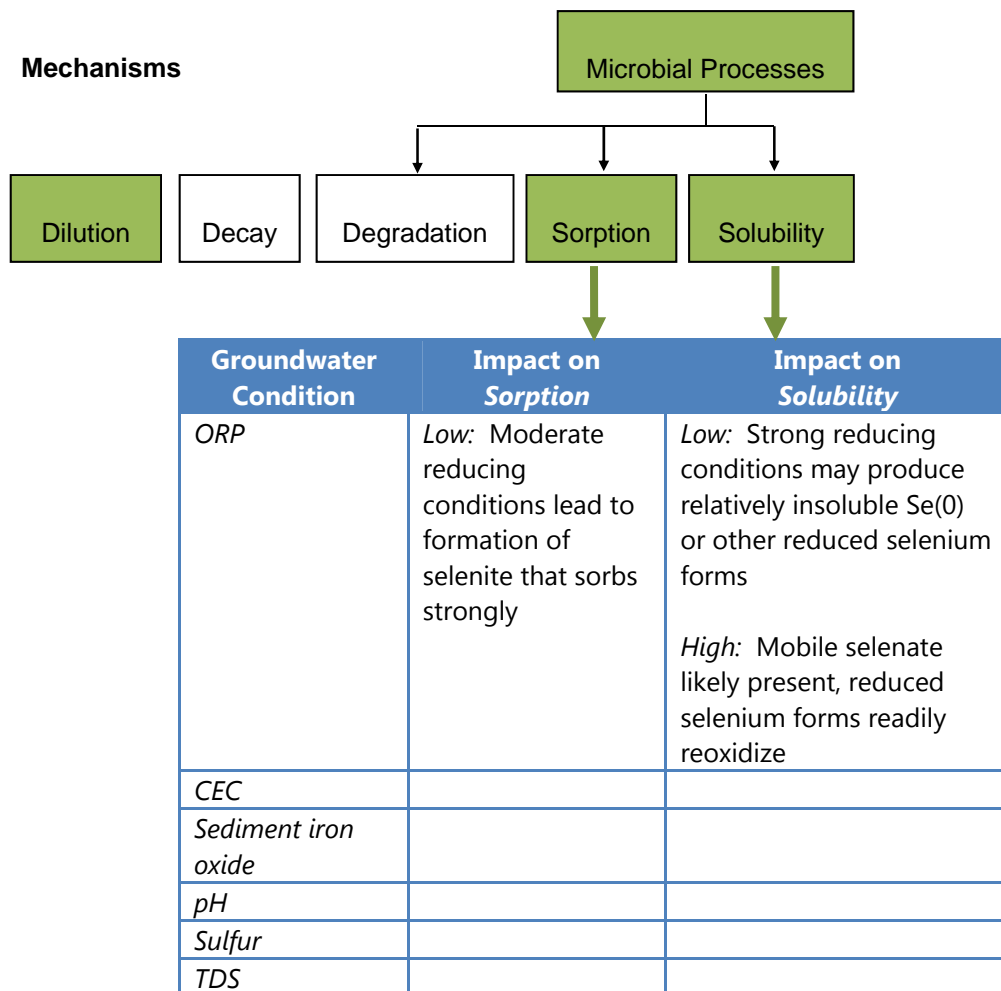 Mechanisms
Microbial Processes
Dilution
Decay
Degradation
Sorption
Solubility
Groundwater
Condition
Impact on
Sorption
Impact on
Solubility
ORP
Low: Moderate
reducing
conditions lead to
formation of
selenite that sorbs
strongly
Low: Strong reducing
conditions may produce
relatively insoluble Se(0)
or other reduced selenium
forms
High: Mobile selenate
likely present, reduced
selenium forms readily
reoxidize
CEC
Sediment iron
oxide
pH
Sulfur
TDS